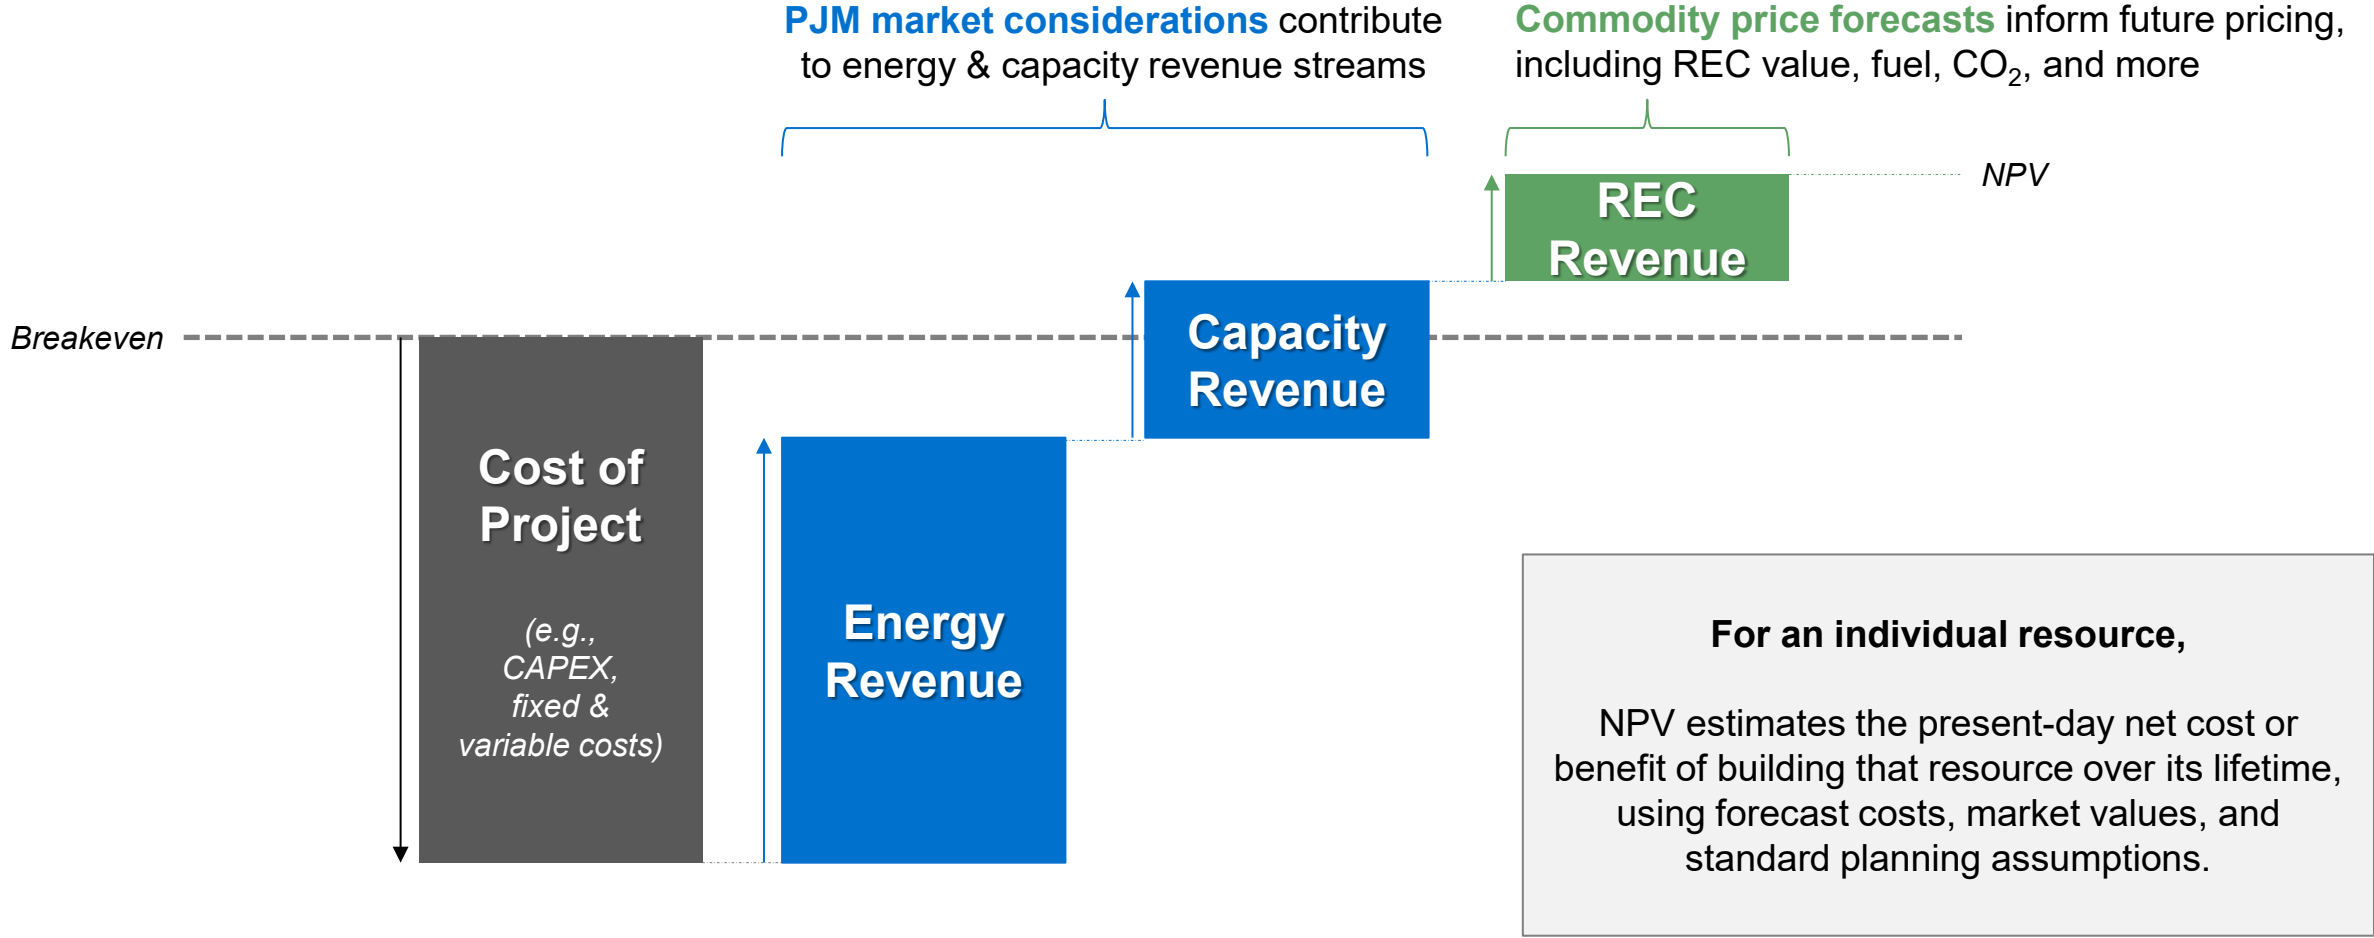 PJM market considerations contribute
to energy & capacity revenue streams
Commodity price forecasts inform future pricing,
including REC value, fuel, CO₂, and more
NPV
REC
Revenue
Capacity
Revenue
Breakeven
Cost of
Project
(e.g.,
CAPEX,
fixed &
variable costs)
Energy
Revenue
For an individual resource,
NPV estimates the present-day net cost or
benefit of building that resource over its lifetime,
using forecast costs, market values, and
standard planning assumptions.